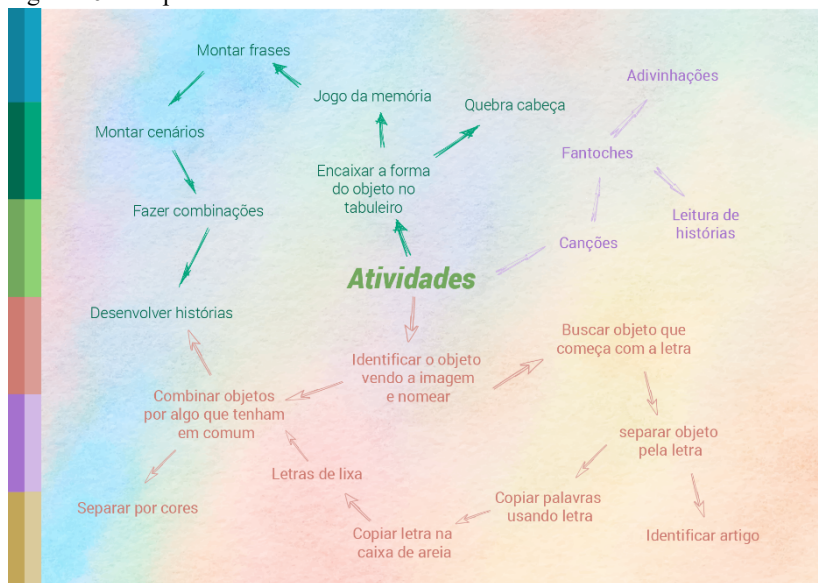 Montar frases
Adivinhações
Jogo da memória
Quebra cabeça
Montar cenários
Fantoches
Encaixar a forma
do objeto no
tabuleiro
Fazer combinações
Leitura de
histórias
Canções
Atividades
Desenvolver histórias
Buscar objeto que
começa com a letra
Identificar o objeto
vendo a imagem
e nomear
Combinar objetos
por algo que tenham
em comum
separar objeto
pela letra
Letras de lixa
Separar por cores
Copiar palavras
usando letra
Copiar letra na
caixa de areia
Identificar artigo